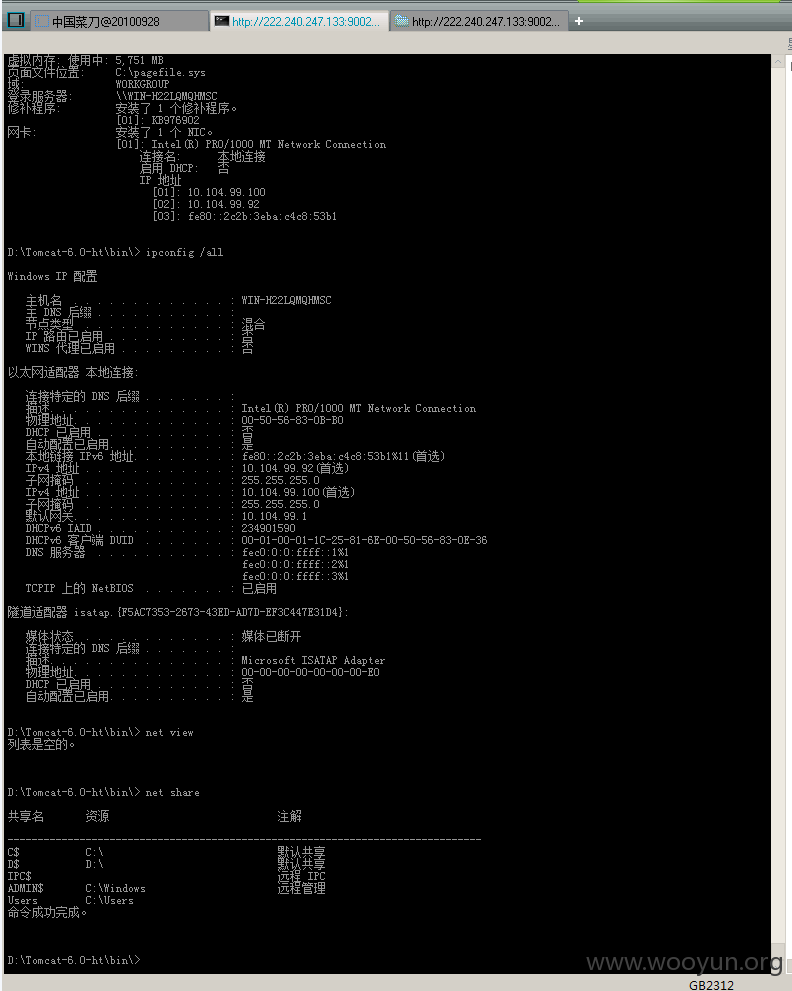 中国菜刀@20100928
http://222.240.247.133:9002...
http://222.240.247.133:9002...
虚拟内存: 使用中: 5,751 MB
页面文件位置: C:\pagefile.sys
域: WORKGROUP
登录服务器: \\WIN-H22LQMQHMSC
修补程序: 安装了 1 个修补程序。
[01]: KB976902
网卡: 安装了 1 个 NIC。
[01]: Intel(R) PRO/1000 MT Network Connection
连接名: 本地连接
启用 DHCP: 否
IP 地址
[01]: 10.104.99.100
[02]: 10.104.99.92
[03]: fe80::2c2b:3eba:c4c8:53b1
D:\Tomcat-6.0-ht\bin\> ipconfig /all
Windows IP 配置
主机名 . . . . . . . . . . . . . : WIN-H22LQMQHMSC
主 DNS 后缀 . . . . . . . . . . . :
节点类型 . . . . . . . . . . . . : 混合
IP 路由已启用 . . . . . . . . . . : 否
WINS 代理已启用 . . . . . . . . . : 否
以太网适配器 本地连接:
连接特定的 DNS 后缀 . . . . . . . :
描述. . . . . . . . . . . . . . . : Intel(R) PRO/1000 MT Network Connection
物理地址. . . . . . . . . . . . . : 00-50-56-83-0B-B0
DHCP 已启用 . . . . . . . . . . . : 否
自动配置已启用. . . . . . . . . . : 是
本地链接 IPv6 地址. . . . . . . . : fe80::2c2b:3eba:c4c8:53b1%11(首选)
IPv4 地址 . . . . . . . . . . . . : 10.104.99.92(首选)
子网掩码 . . . . . . . . . . . . : 255.255.255.0
IPv4 地址 . . . . . . . . . . . . : 10.104.99.100(首选)
子网掩码 . . . . . . . . . . . . : 255.255.255.0
默认网关. . . . . . . . . . . . . : 10.104.99.1
DHCPv6 IAID . . . . . . . . . . . : 234901590
DHCPv6 客户端 DUID . . . . . . . : 00-01-00-01-1C-25-81-6E-00-50-56-83-0E-36
DNS 服务器 . . . . . . . . . . . : fec0:0:0:ffff::1%1
fec0:0:0:ffff::2%1
fec0:0:0:ffff::3%1
TCPIP 上的 NetBIOS . . . . . . . : 已启用
隧道适配器 isatap.{F5AC7353-2673-43ED-AD7D-EF3C447E31D4}:
媒体状态 . . . . . . . . . . . . : 媒体已断开
连接特定的 DNS 后缀 . . . . . . . :
描述. . . . . . . . . . . . . . . : Microsoft ISATAP Adapter
物理地址. . . . . . . . . . . . . : 00-00-00-00-00-00-00-E0
DHCP 已启用 . . . . . . . . . . . : 否
自动配置已启用. . . . . . . . . . : 是
D:\Tomcat-6.0-ht\bin\> net view
列表是空的。
D:\Tomcat-6.0-ht\bin\> net share
共享名 资源 注解
-------------------------------------------------------------------------------
C$ C:\ 默认共享
D$ D:\ 默认共享
IPC$ 远程 IPC
ADMIN$ C:\Windows 远程管理
Users C:\Users
命令成功完成。
D:\Tomcat-6.0-ht\bin\>
www.wooyun.org
GB2312